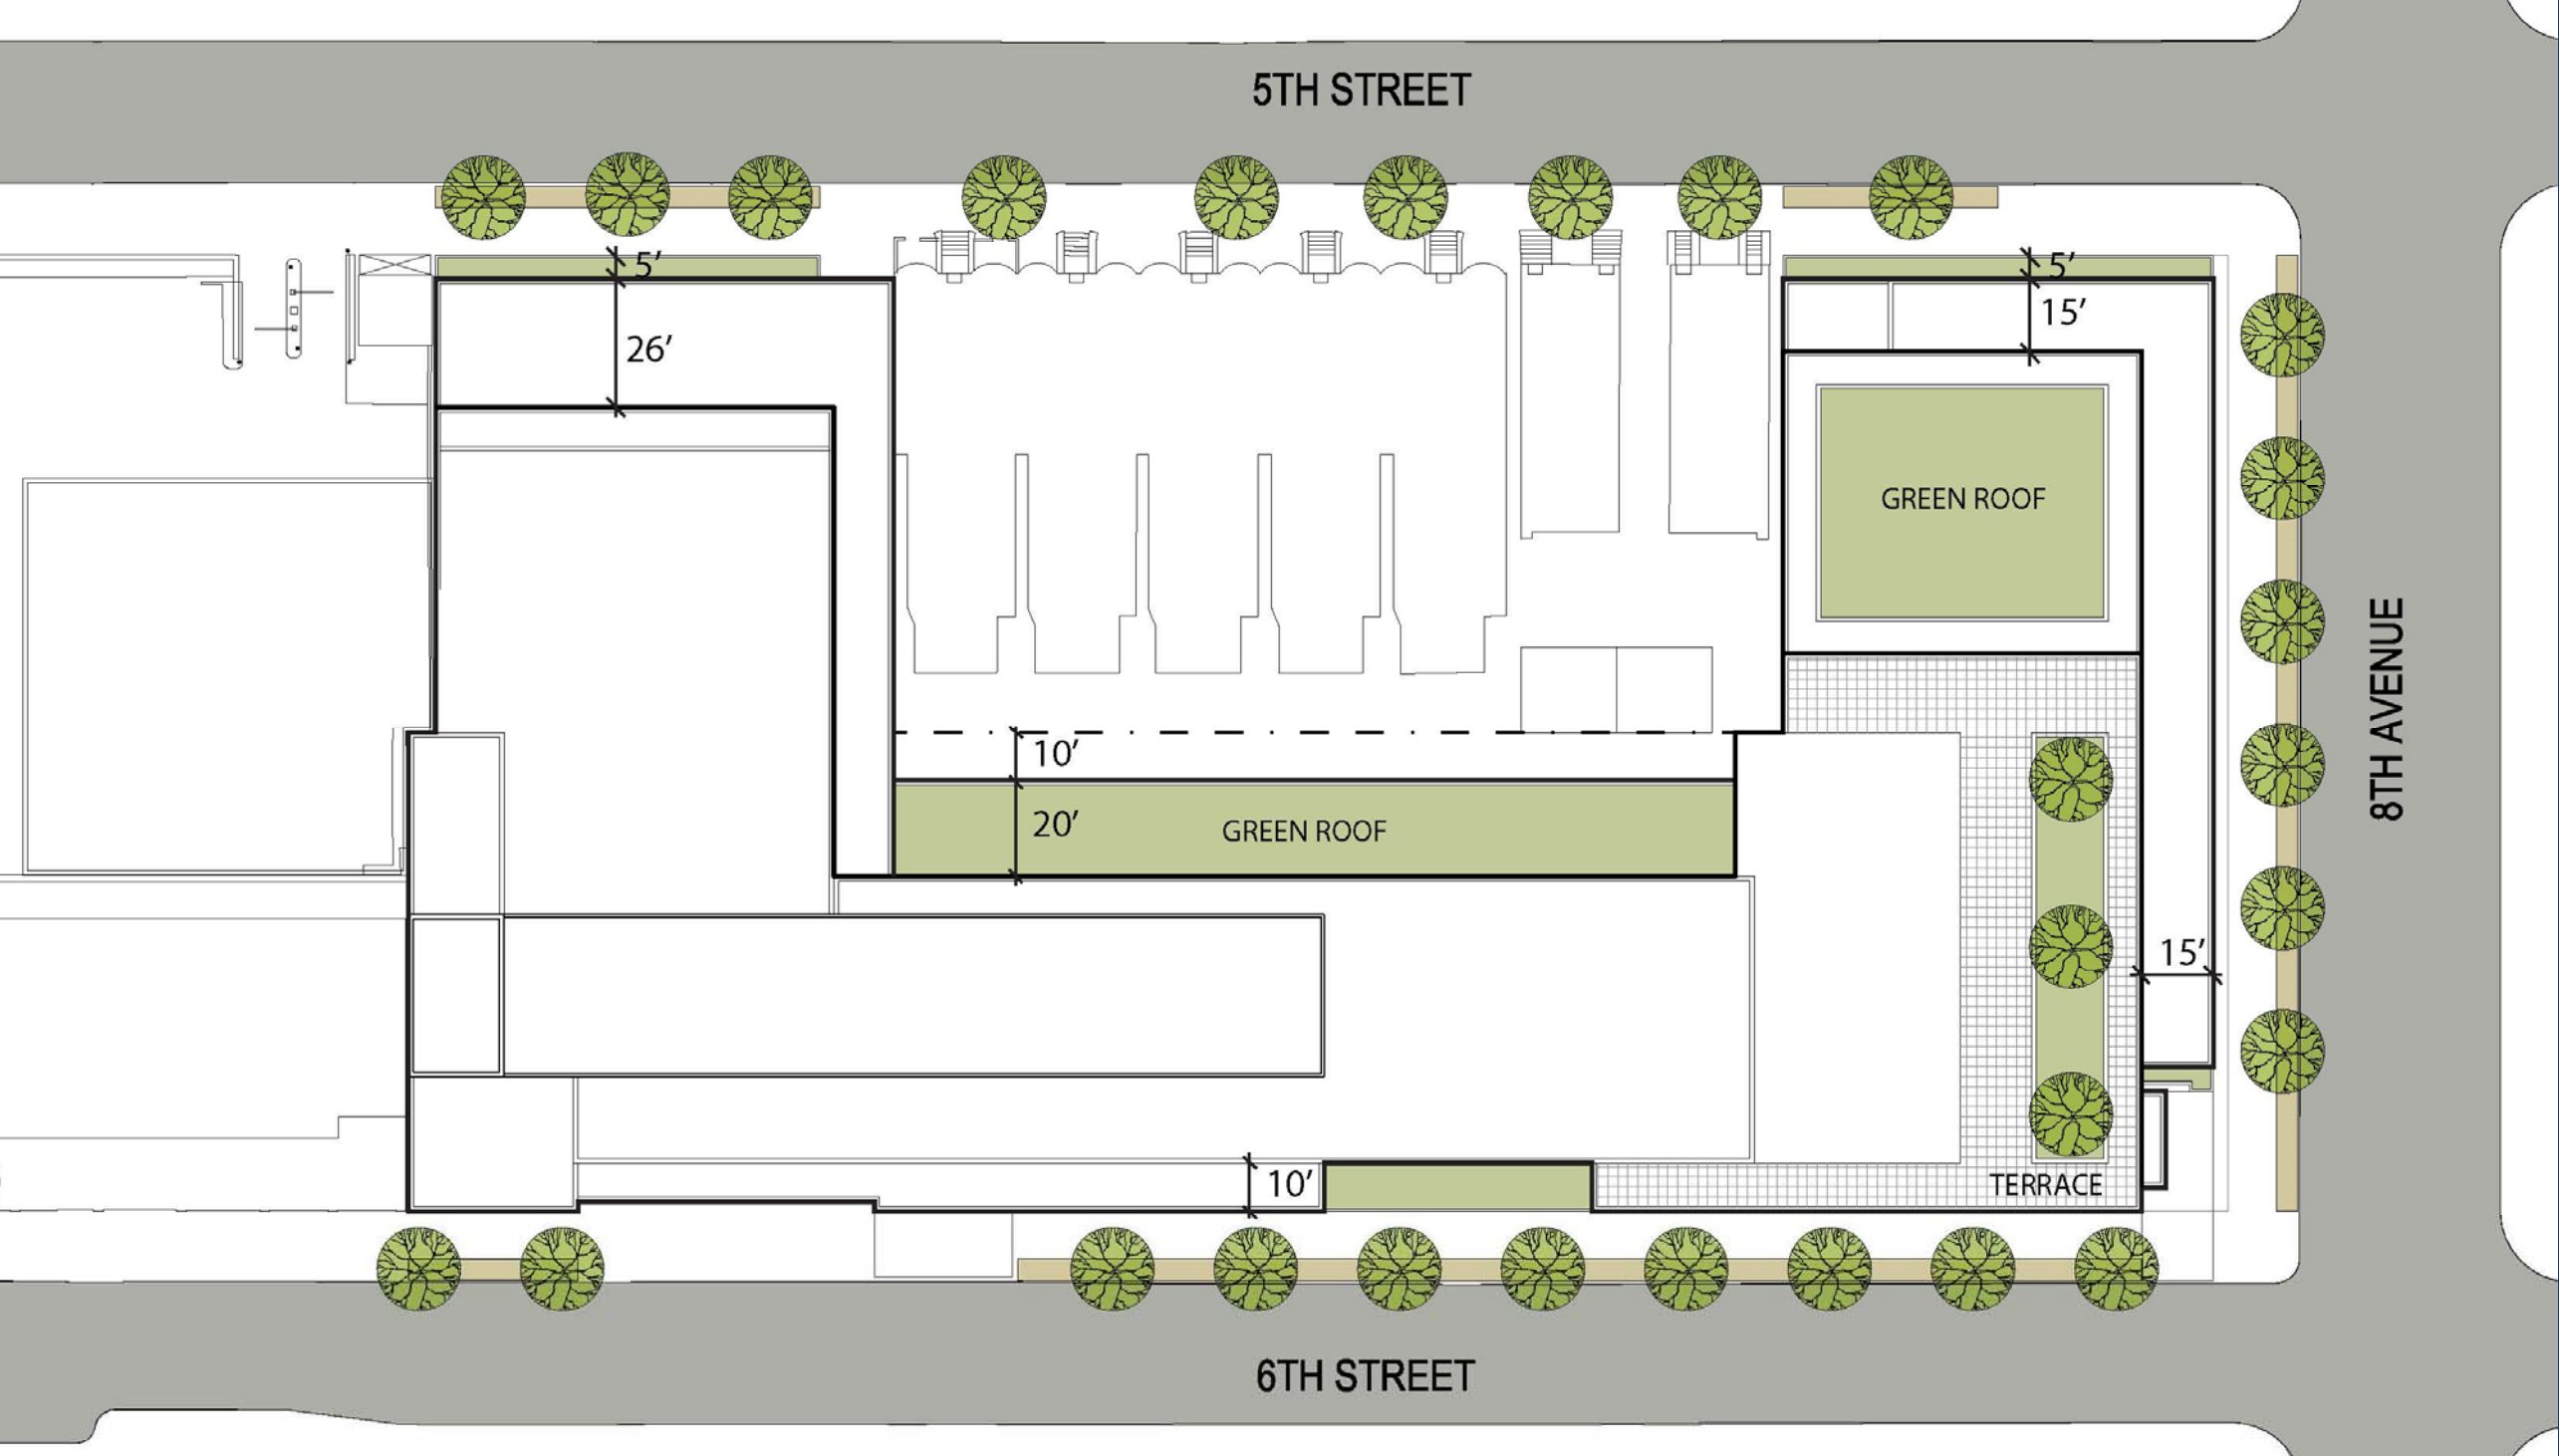 5TH STREET
5′
5′
15′
26′
GREEN ROOF
8TH AVENUE
10′
20′
GREEN ROOF
15′
10′
TERRACE
6TH STREET